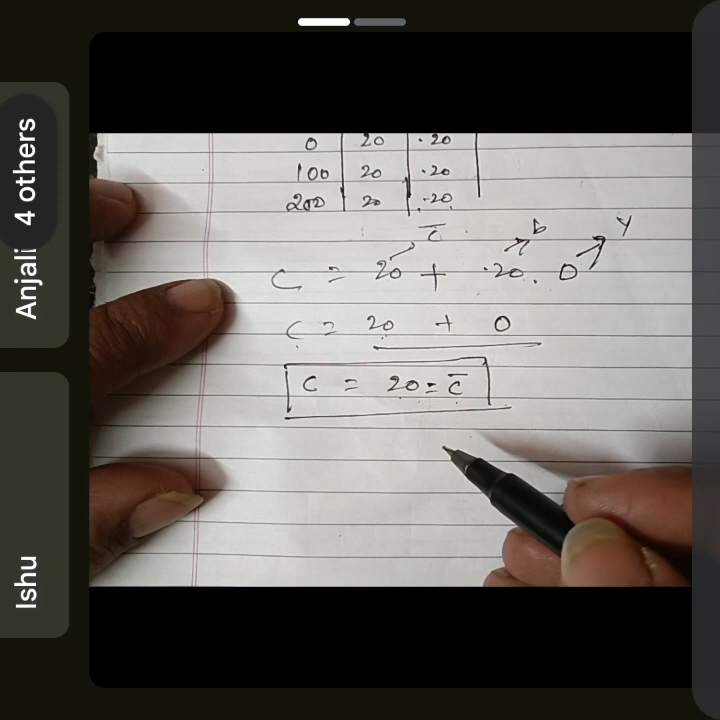 0 20 .20
100 20 .20
200 20 .20
c̄ b y
C = 20 + .20. 0
C = 20 + 0
C = 20 = c̄
Anjali 4 others
Ishu